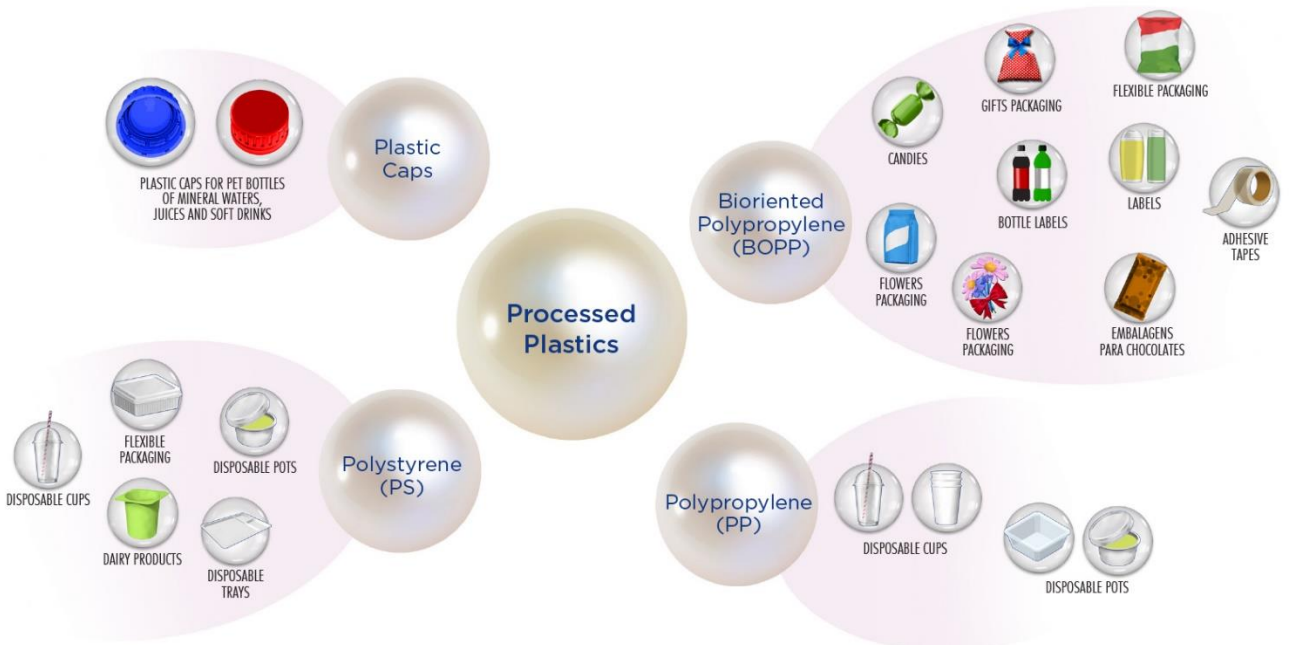 Plastic
Caps
PLASTIC CAPS FOR PET BOTTLES
OF MINERAL WATERS,
JUICES AND SOFT DRINKS
Processed
Plastics
Bioriented
Polypropylene
(BOPP)
GIFTS PACKAGING
FLEXIBLE PACKAGING
CANDIES
BOTTLE LABELS
LABELS
ADHESIVE
TAPES
FLOWERS
PACKAGING
FLOWERS
PACKAGING
EMBALAGENS
PARA CHOCOLATES
Polystyrene
(PS)
FLEXIBLE
PACKAGING
DISPOSABLE POTS
DISPOSABLE CUPS
DAIRY PRODUCTS
DISPOSABLE
TRAYS
Polypropylene
(PP)
DISPOSABLE CUPS
DISPOSABLE POTS